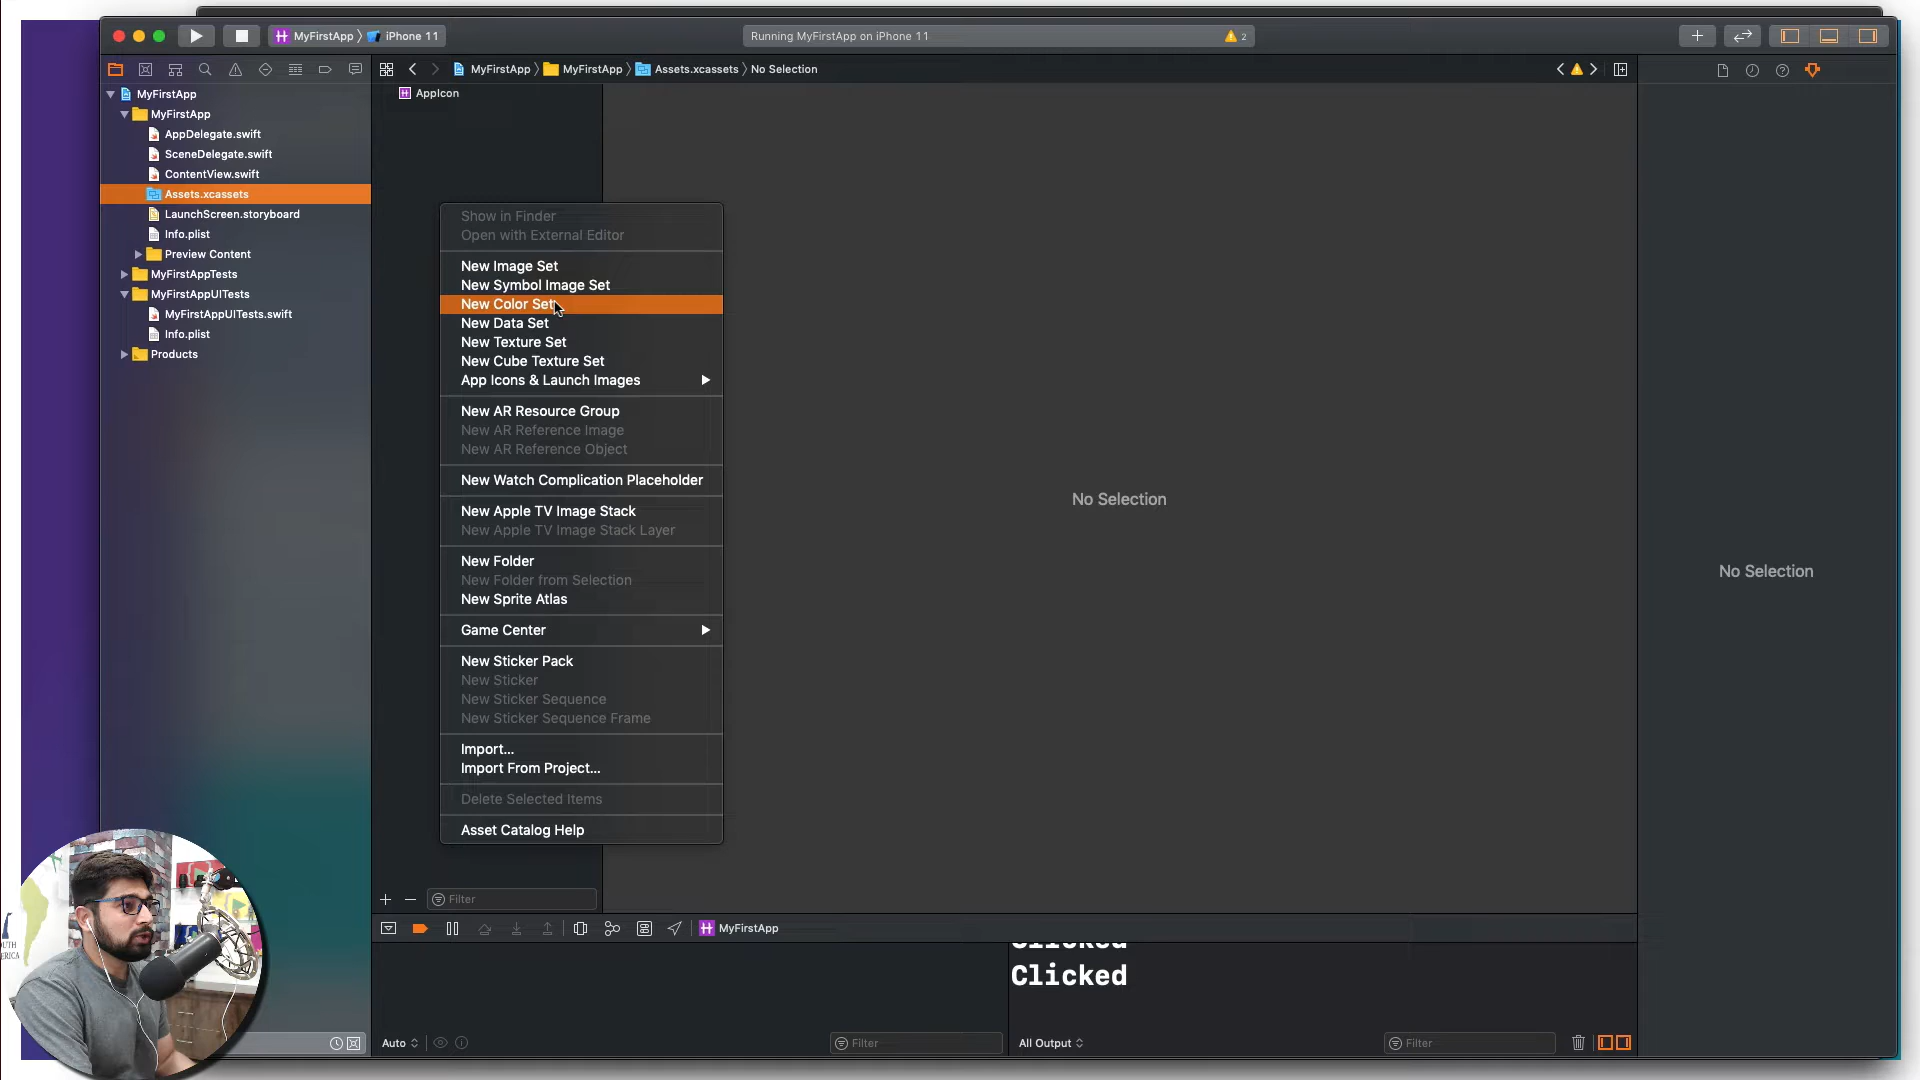 MyFirstApp 〉 iPhone 11
Running MyFirstApp on iPhone 11
2
MyFirstApp 〉 MyFirstApp 〉 Assets.xcassets 〉 No Selection
MyFirstApp
MyFirstApp
AppDelegate.swift
SceneDelegate.swift
ContentView.swift
Assets.xcassets
LaunchScreen.storyboard
Info.plist
Preview Content
MyFirstAppTests
MyFirstAppUITests
MyFirstAppUITests.swift
Info.plist
Products
AppIcon
Show in Finder
Open with External Editor
New Image Set
New Symbol Image Set
New Color Set
New Data Set
New Texture Set
New Cube Texture Set
App Icons & Launch Images
New AR Resource Group
New AR Reference Image
New AR Reference Object
New Watch Complication Placeholder
New Apple TV Image Stack
New Apple TV Image Stack Layer
New Folder
New Folder from Selection
New Sprite Atlas
Game Center
New Sticker Pack
New Sticker
New Sticker Sequence
New Sticker Sequence Frame
Import...
Import From Project...
Delete Selected Items
Asset Catalog Help
No Selection
No Selection
Filter
MyFirstApp
Clicked
Clicked
Auto
Filter
All Output
Filter